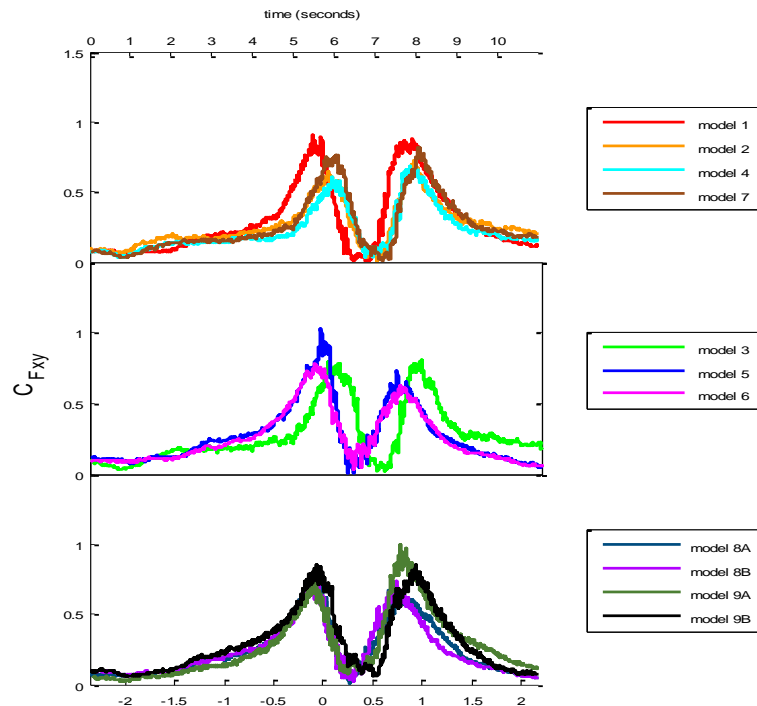 time (seconds)
0 1 2 3 4 5 6 7 8 9 10
1.5
1
0.5
0
model 1
model 2
model 4
model 7
1
0.5
0
C Fxy
model 3
model 5
model 6
1
0.5
0
model 8A
model 8B
model 9A
model 9B
-2 -1.5 -1 -0.5 0 0.5 1 1.5 2